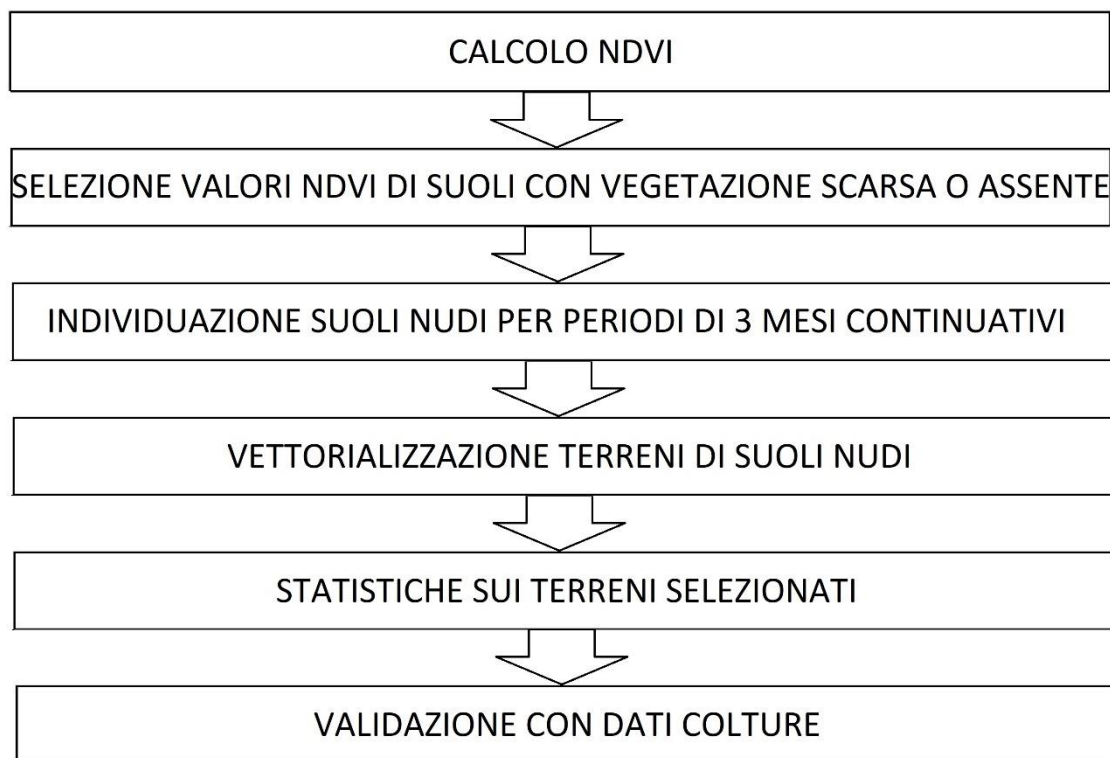 CALCOLO NDVI
SELEZIONE VALORI NDVI DI SUOLI CON VEGETAZIONE SCARSA O ASSENTE
INDIVIDUAZIONE SUOLI NUDI PER PERIODI DI 3 MESI CONTINUATIVI
VETTORIALIZZAZIONE TERRENI DI SUOLI NUDI
STATISTICHE SUI TERRENI SELEZIONATI
VALIDAZIONE CON DATI COLTURE